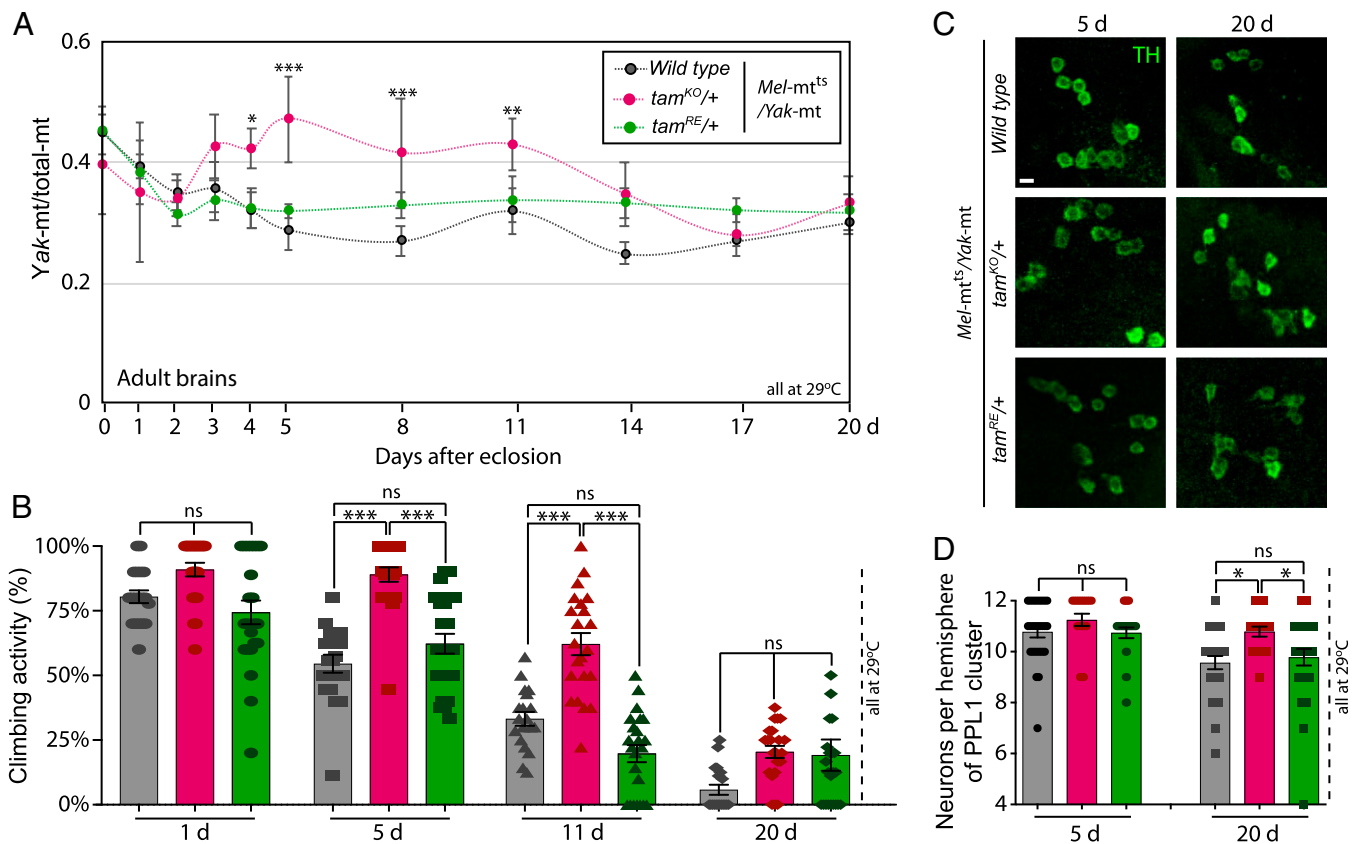 A
0.6
0.4
0.2
0
Yak-mt/total-mt
*
***
***
**
Wild type
tamKO/+
tamRE/+
Mel-mtts
/Yak-mt
Adult brains
all at 29ºC
0 1 2 3 4 5 8 11 14 17 20 d
Days after eclosion
B
Climbing activity (%)
100%
75%
50%
25%
0%
ns
ns
*** ***
ns
*** ***
ns
all at 29ºC
1 d 5 d 11 d 20 d
C
5 d 20 d
TH
Mel-mtts/Yak-mt
Wild type
tamKO/+
tamRE/+
D
Neurons per hemisphere
of PPL1 cluster
12
10
8
6
4
ns
ns
* *
all at 29ºC
5 d 20 d